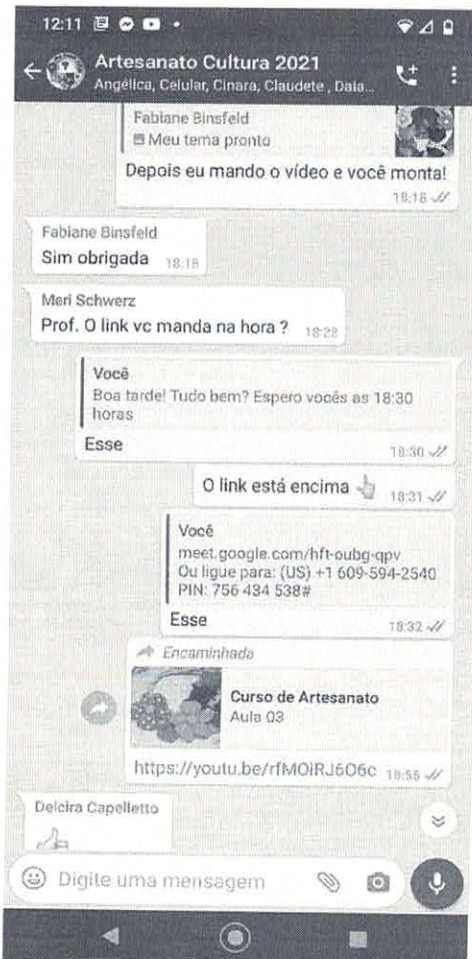 12:11
Artesanato Cultura 2021
Angélica, Celular, Cinara, Claudete , Daia...
Fabiane Binsfeld
Meu tema pronto
Depois eu mando o vídeo e você monta!
18:18
Fabiane Binsfeld
Sim obrigada 18:18
Meri Schwerz
Prof. O link vc manda na hora ? 18:28
Você
Boa tarde! Tudo bem? Espero vocês as 18:30
horas
Esse
18:30
O link está encima 18:31
Você
meet.google.com/hft-oubg-qpv
Ou ligue para: (US) +1 609-594-2540
PIN: 756 434 538#
Esse
18:32
Encaminhada
Curso de Artesanato
Aula 03
https://youtu.be/rfMOiRJ6O6c 18:55
Delcira Capelletto
Digite uma mensagem